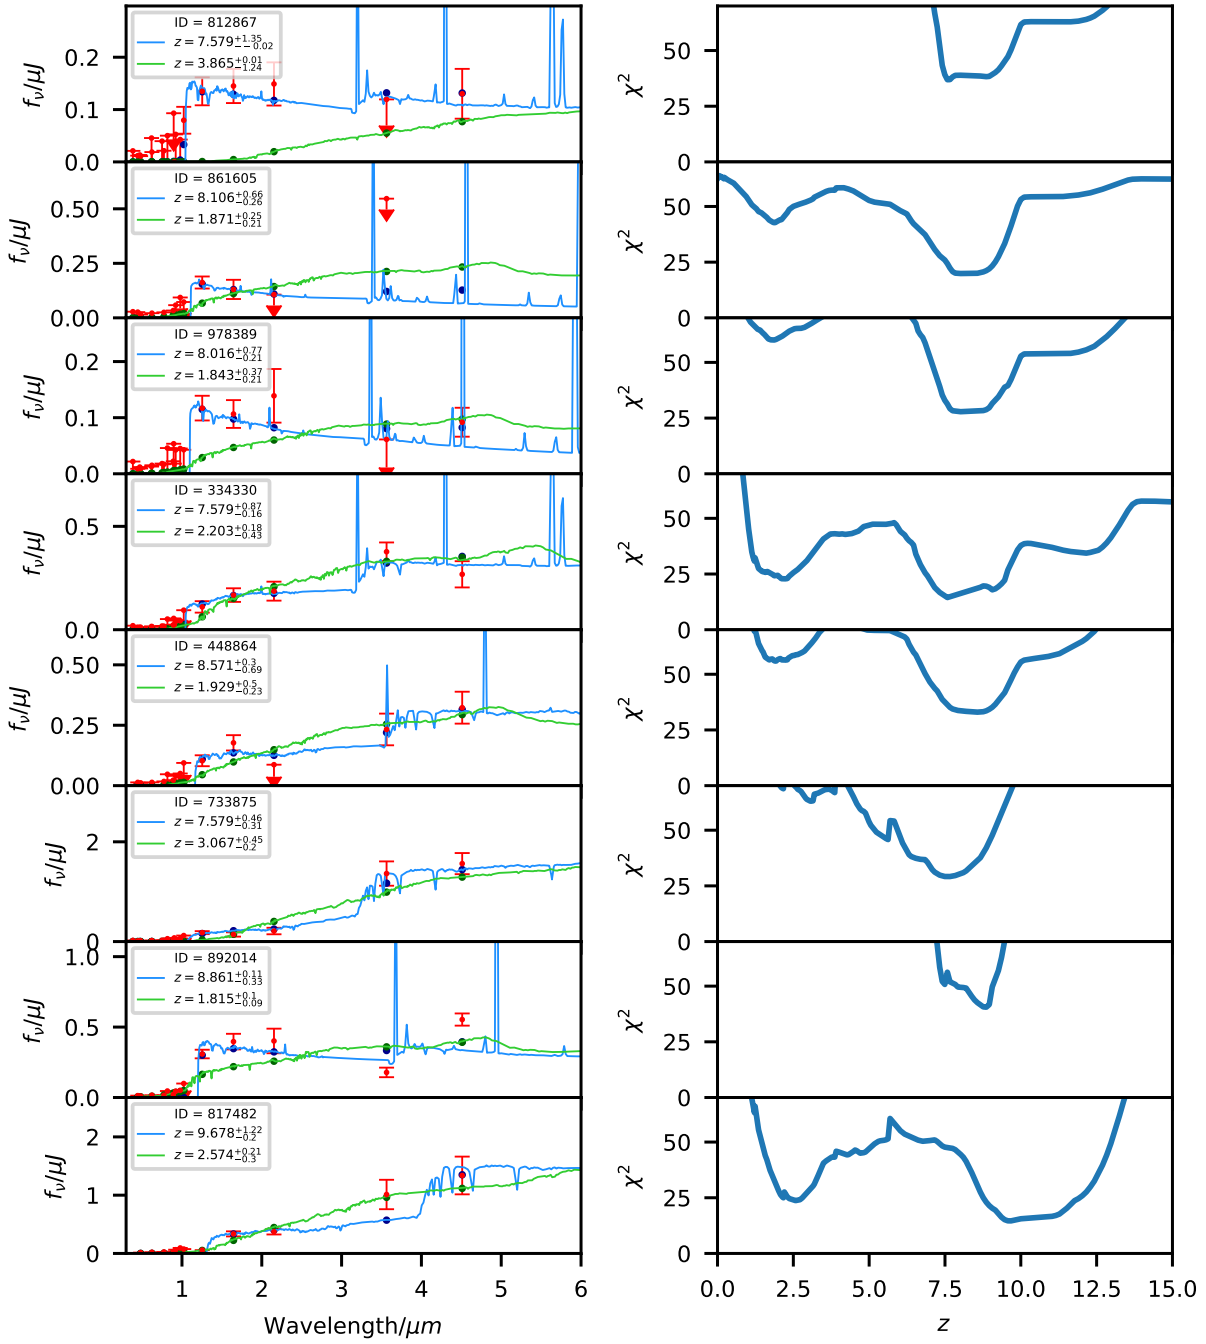 ID = 812867
z = 7.579^{+1.35}_{--0.02}
z = 3.865^{+0.01}_{-1.24}
0.2
0.1
0.0
f_ν/μJ
50
25
0
χ²
ID = 861605
z = 8.106^{+0.66}_{-0.26}
z = 1.871^{+0.25}_{-0.21}
0.50
0.25
0.00
f_ν/μJ
50
25
0
χ²
ID = 978389
z = 8.016^{+0.77}_{-0.21}
z = 1.843^{+0.37}_{-0.21}
0.2
0.1
0.0
f_ν/μJ
50
25
0
χ²
ID = 334330
z = 7.579^{+0.87}_{-0.16}
z = 2.203^{+0.18}_{-0.43}
0.5
0.0
f_ν/μJ
50
25
0
χ²
ID = 448864
z = 8.571^{+0.3}_{-0.69}
z = 1.929^{+0.5}_{-0.23}
0.50
0.25
0.00
f_ν/μJ
50
25
0
χ²
ID = 733875
z = 7.579^{+0.46}_{-0.31}
z = 3.067^{+0.45}_{-0.2}
2
0
f_ν/μJ
50
25
0
χ²
ID = 892014
z = 8.861^{+0.11}_{-0.33}
z = 1.815^{+0.1}_{-0.09}
1.0
0.5
0.0
f_ν/μJ
50
25
0
χ²
ID = 817482
z = 9.678^{+1.22}_{-0.2}
z = 2.574^{+0.21}_{-0.3}
2
1
0
f_ν/μJ
50
25
0
χ²
1 2 3 4 5 6
Wavelength/μm
0.0 2.5 5.0 7.5 10.0 12.5 15.0
z